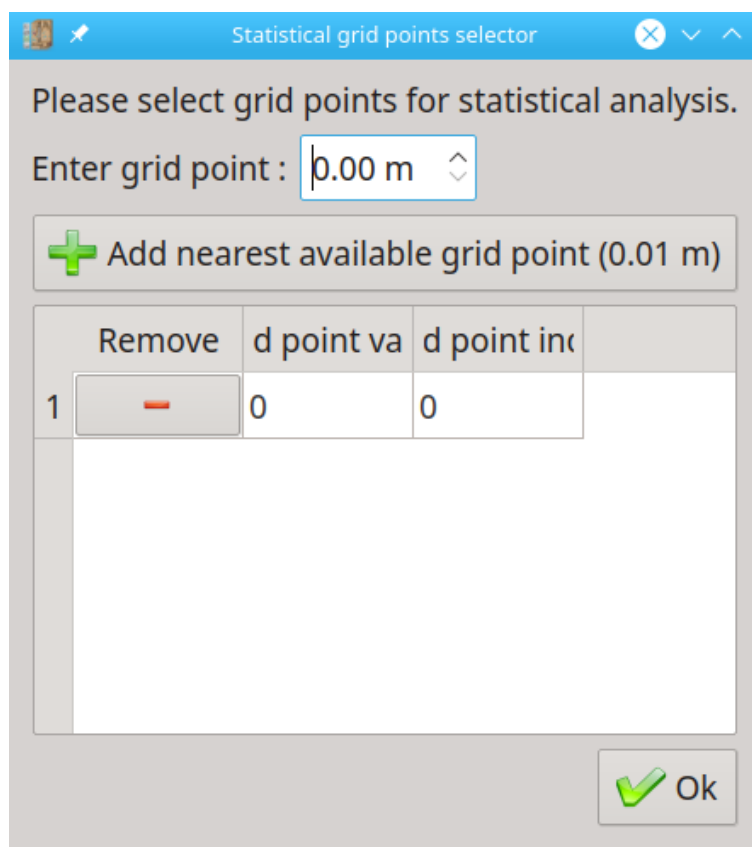 Statistical grid points selector
Please select grid points for statistical analysis.
Enter grid point : 0.00 m
Add nearest available grid point (0.01 m)
Remove d point va d point inc
1 0 0
Ok